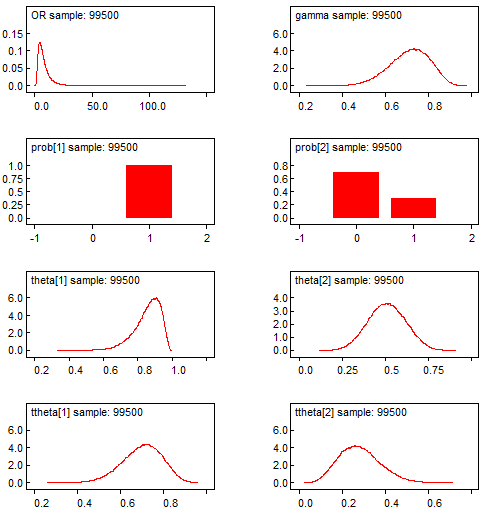 OR sample: 99500
0.15
0.1
0.05
0.0
0.0 50.0 100.0
gamma sample: 99500
6.0
4.0
2.0
0.0
0.2 0.4 0.6 0.8
prob[1] sample: 99500
1.0
0.75
0.5
0.25
0.0
-1 0 1 2
prob[2] sample: 99500
0.8
0.6
0.4
0.2
0.0
-1 0 1 2
theta[1] sample: 99500
6.0
4.0
2.0
0.0
0.2 0.4 0.6 0.8 1.0
theta[2] sample: 99500
4.0
3.0
2.0
1.0
0.0
0.0 0.25 0.5 0.75
ttheta[1] sample: 99500
6.0
4.0
2.0
0.0
0.2 0.4 0.6 0.8
ttheta[2] sample: 99500
6.0
4.0
2.0
0.0
0.0 0.2 0.4 0.6